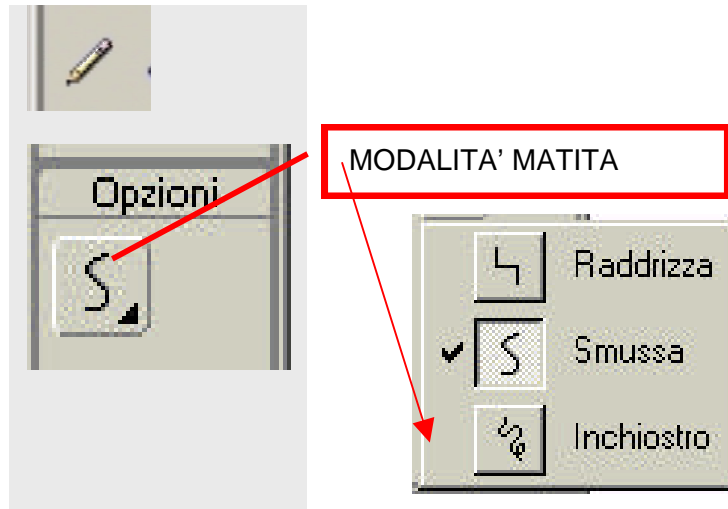 Opzioni
MODALITA’ MATITA
Raddrizza
Smussa
Inchiostro